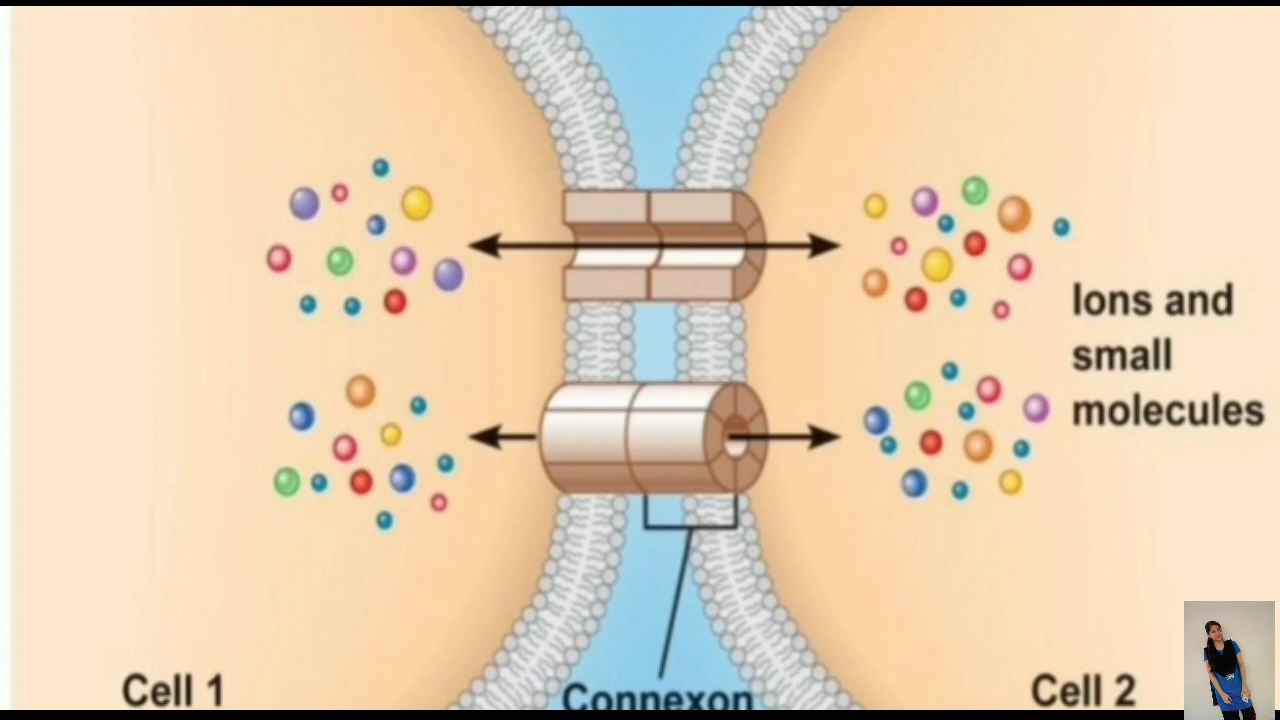 Ions and
small
molecules
Cell 1
Connexon
Cell 2